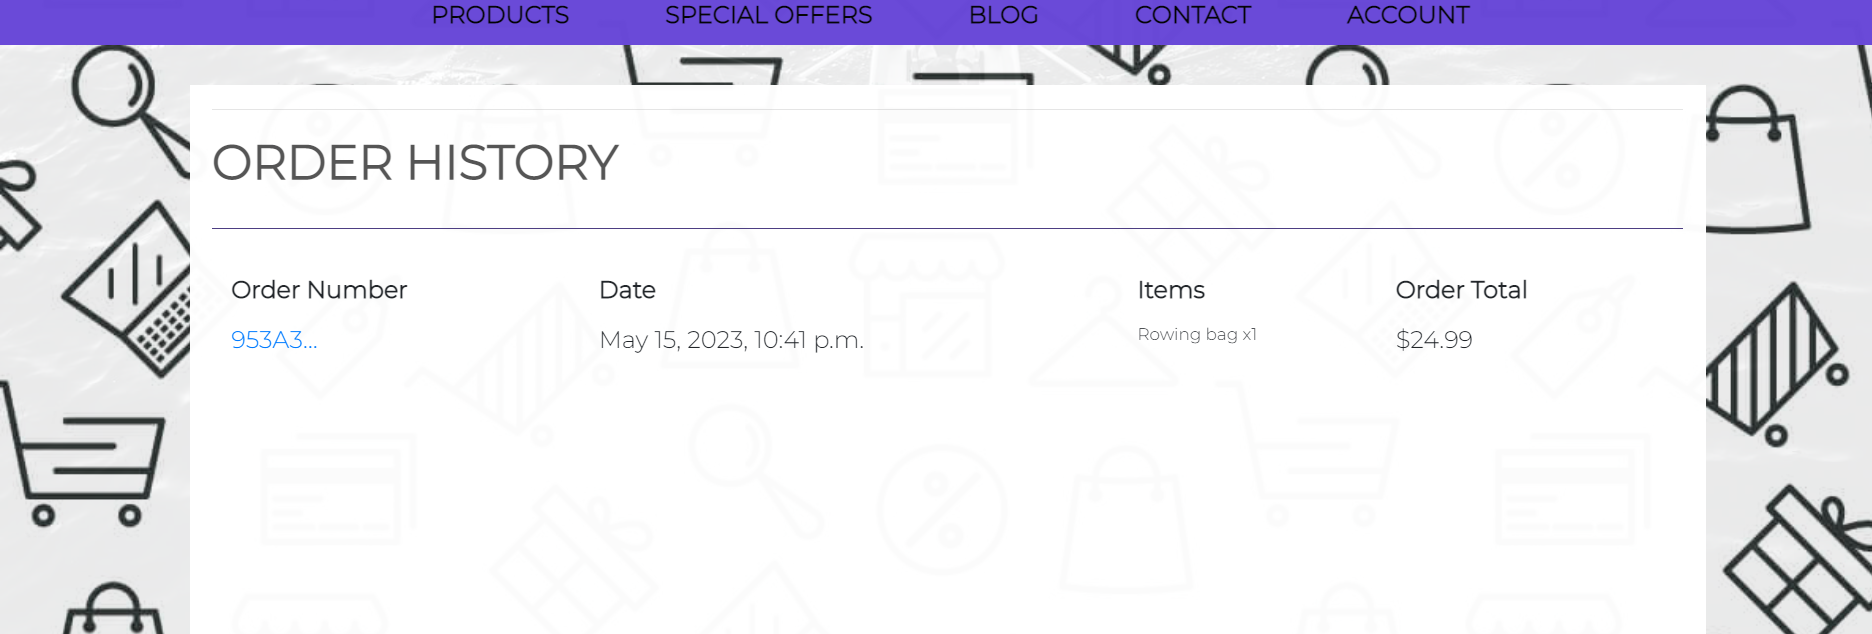 PRODUCTS SPECIAL OFFERS BLOG CONTACT ACCOUNT
ORDER HISTORY
Order Number Date Items Order Total
953A3... May 15, 2023, 10:41 p.m. Rowing bag x1 $24.99